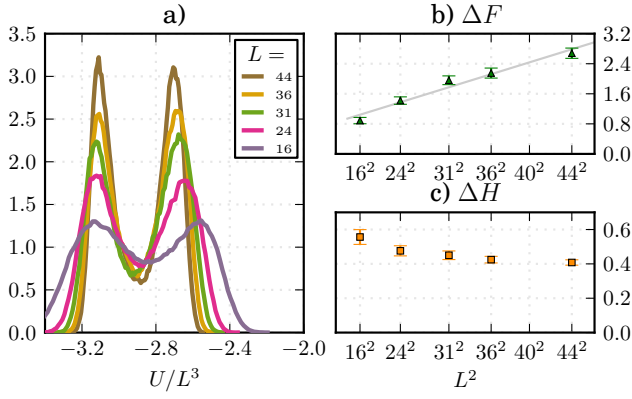 a)
b) ΔF
3.5
3.0
2.5
2.0
1.5
1.0
0.5
0.0
L =
44
36
31
24
16
−3.2 −2.8 −2.4 −2.0
U/L³
3.2
2.4
1.6
0.8
0.0
16² 24² 31² 36² 40² 44²
c) ΔH
0.6
0.4
0.2
0.0
16² 24² 31² 36² 40² 44²
L²